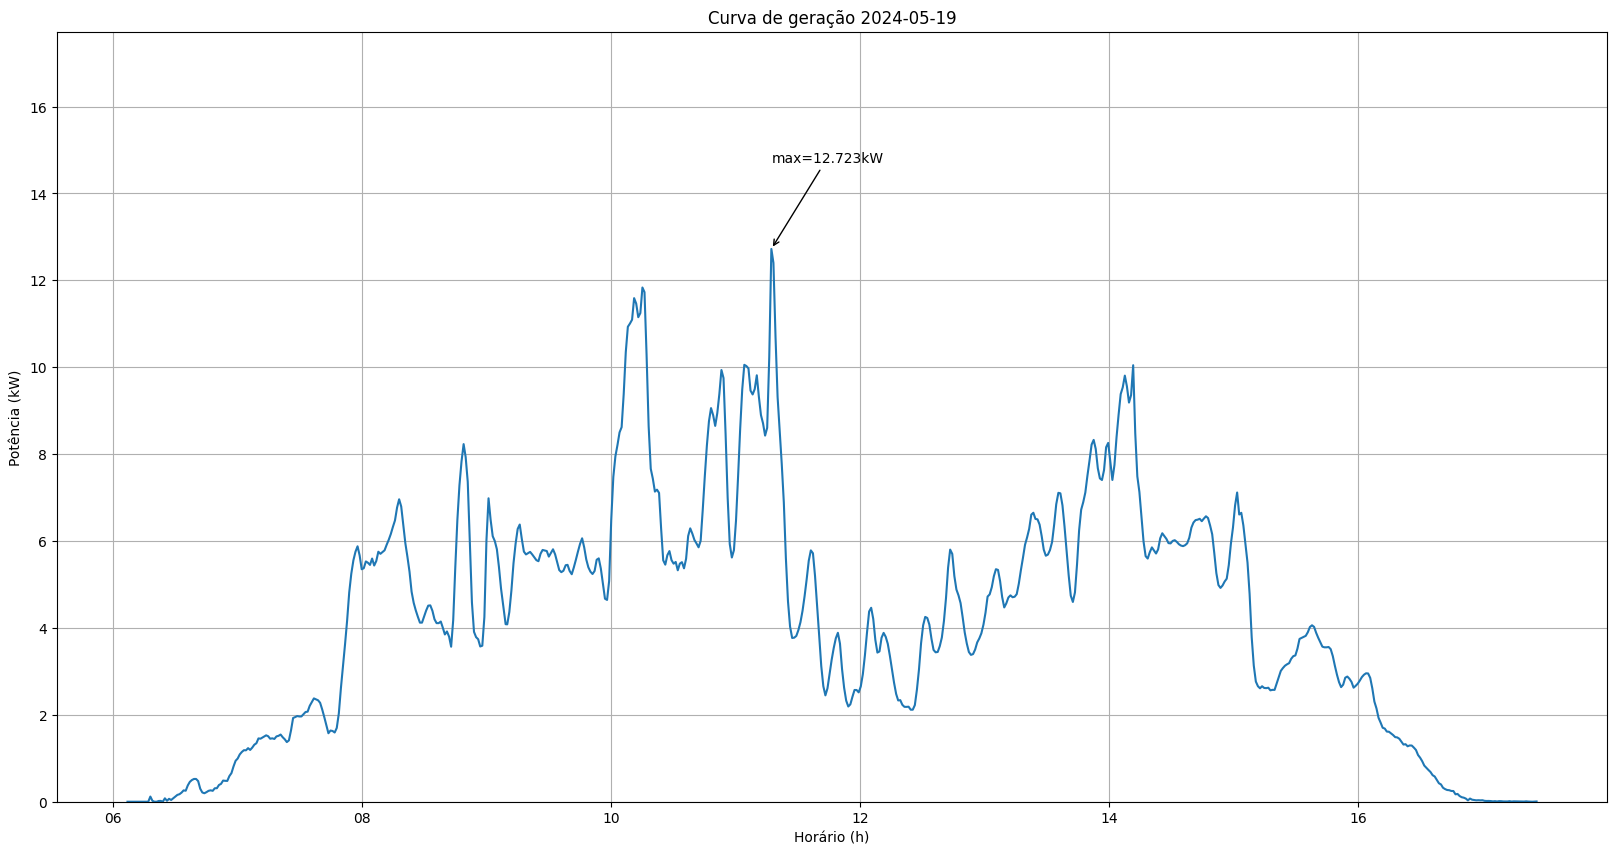 Curva de geração 2024-05-19
Potência (kW)
16
14
12
10
8
6
4
2
0
max=12.723kW
06 08 10 12 14 16
Horário (h)